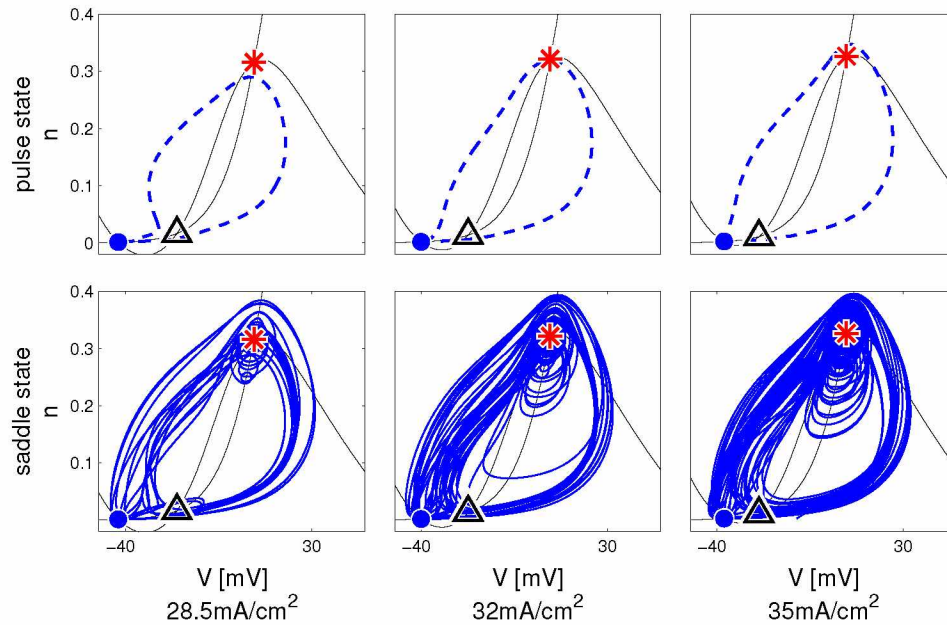 0.4
0.3
0.2
0.1
0
pulse state
n
0.4
0.3
0.2
0.1
saddle state
n
−40
30
−40
30
−40
30
V [mV]
V [mV]
V [mV]
28.5mA/cm²
32mA/cm²
35mA/cm²